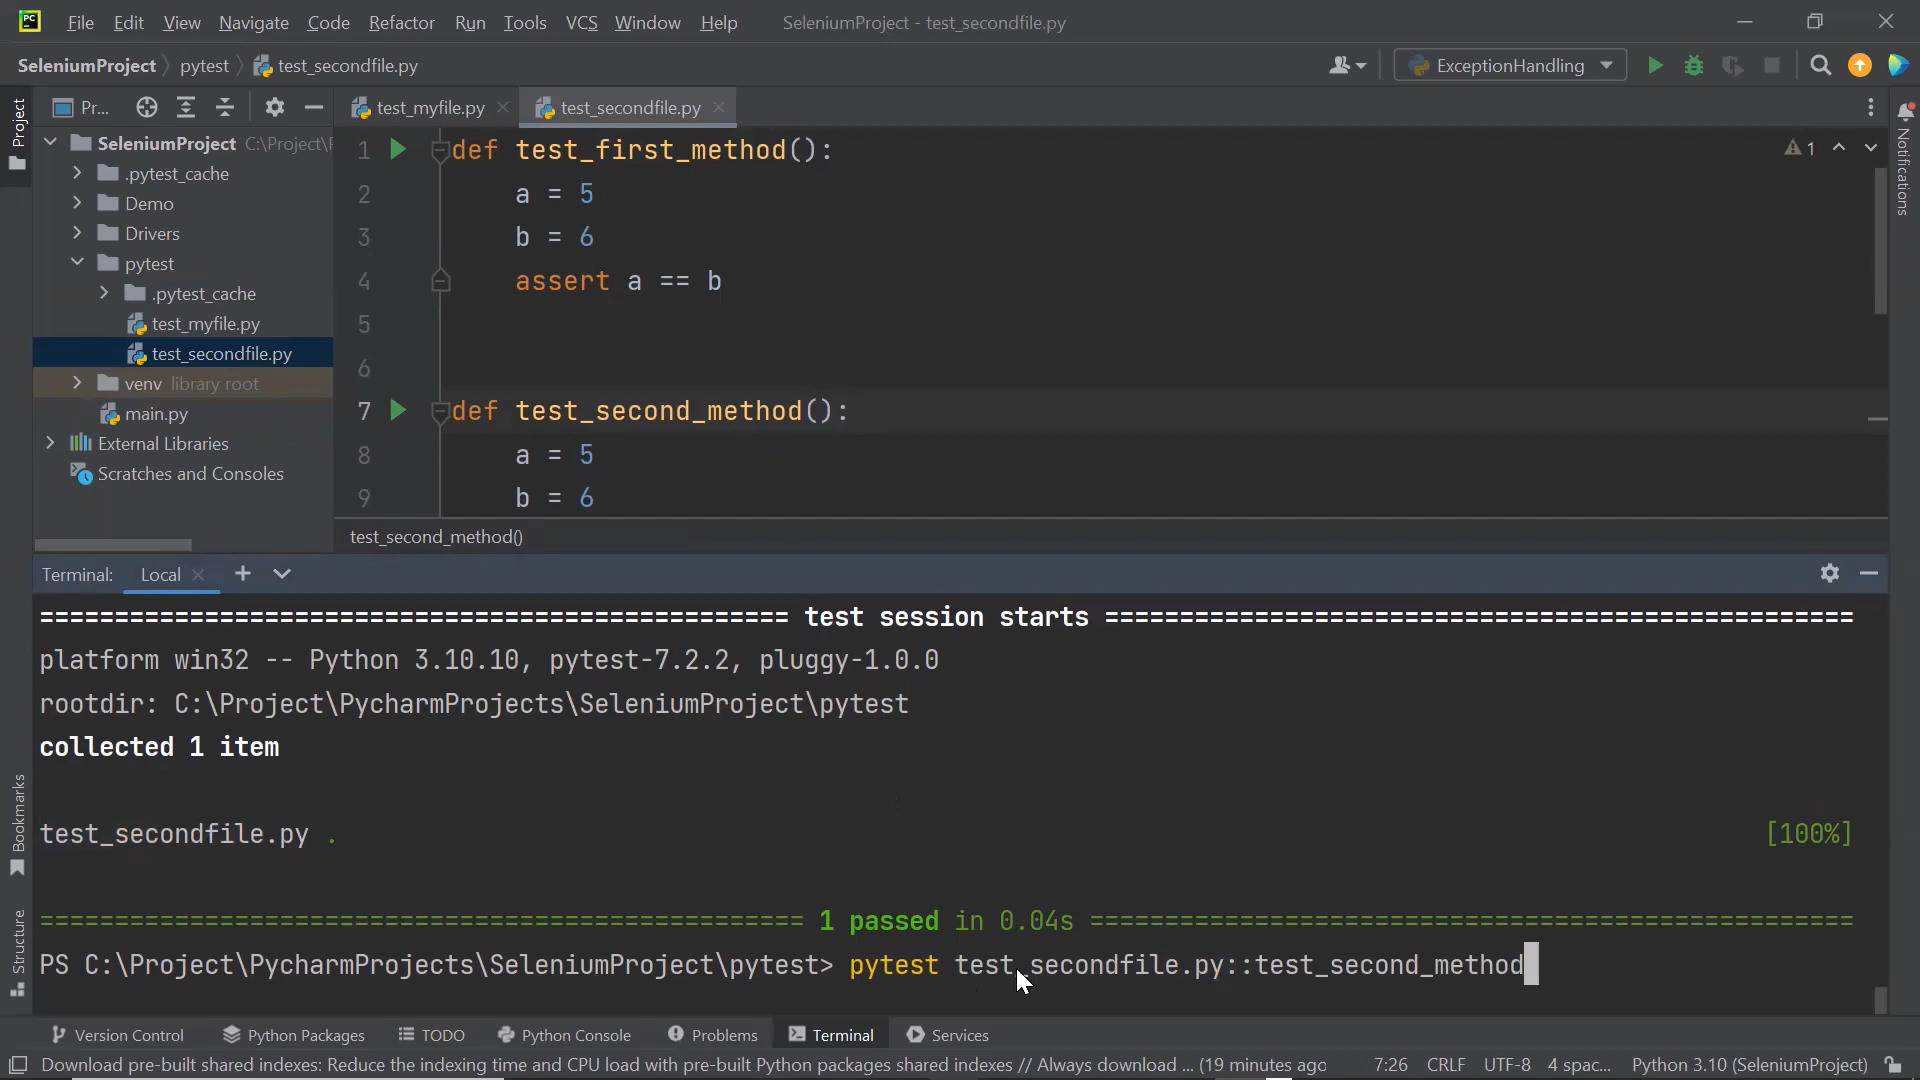 PC File Edit View Navigate Code Refactor Run Tools VCS Window Help SeleniumProject - test_secondfile.py
SeleniumProject pytest test_secondfile.py ExceptionHandling
Project
Pr...
test_myfile.py test_secondfile.py
SeleniumProject C:\Project\
.pytest_cache
Demo
Drivers
pytest
.pytest_cache
test_myfile.py
test_secondfile.py
venv library root
main.py
External Libraries
Scratches and Consoles
1 def test_first_method():
2 a = 5
3 b = 6
4 assert a == b
5
6
7 def test_second_method():
8 a = 5
9 b = 6
1
Notifications
test_second_method()
Terminal: Local
================================================== test session starts ==================================================
platform win32 -- Python 3.10.10, pytest-7.2.2, pluggy-1.0.0
rootdir: C:\Project\PycharmProjects\SeleniumProject\pytest
collected 1 item
test_secondfile.py . [100%]
=================================================== 1 passed in 0.04s ===================================================
PS C:\Project\PycharmProjects\SeleniumProject\pytest> pytest test_secondfile.py::test_second_method
Bookmarks
Structure
Version Control Python Packages TODO Python Console Problems Terminal Services
Download pre-built shared indexes: Reduce the indexing time and CPU load with pre-built Python packages shared indexes // Always download ... (19 minutes ago 7:26 CRLF UTF-8 4 spac... Python 3.10 (SeleniumProject)